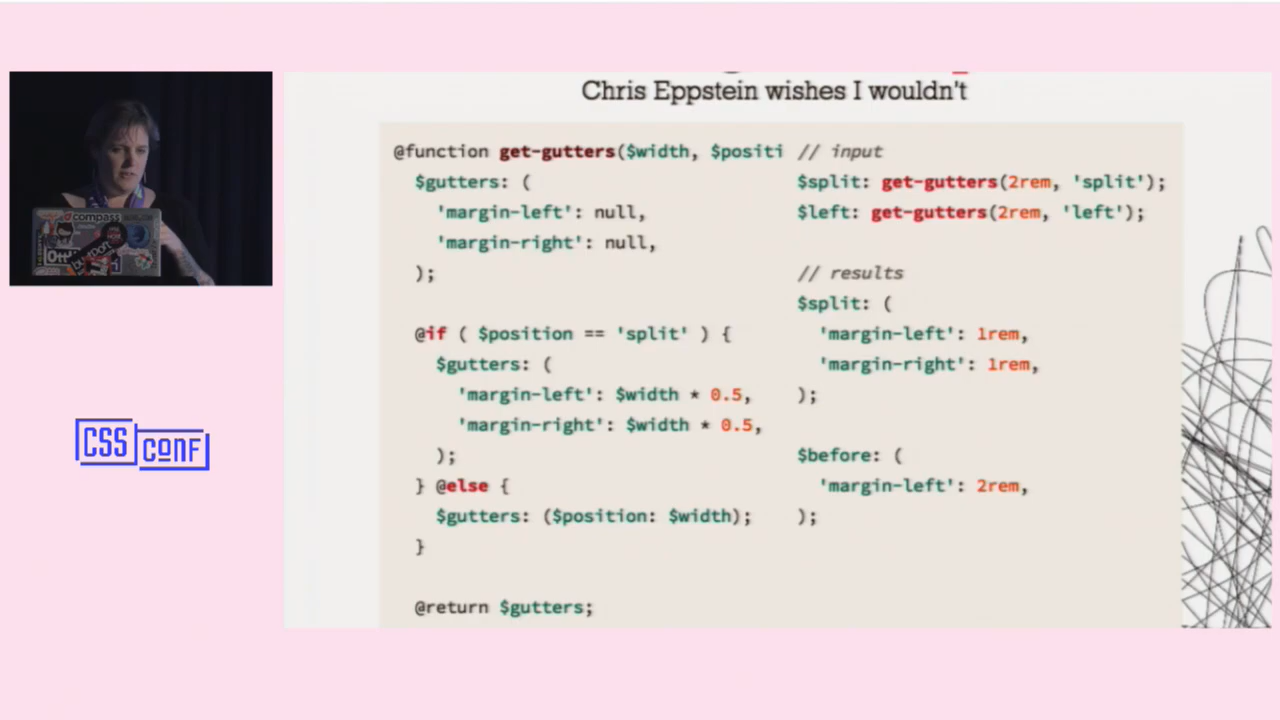 Chris Eppstein wishes I wouldn't
@function get-gutters($width, $positi
$gutters: (
'margin-left': null,
'margin-right': null,
);
@if ( $position == 'split' ) {
$gutters: (
'margin-left': $width * 0.5,
'margin-right': $width * 0.5,
);
} @else {
$gutters: ($position: $width);
}
@return $gutters;
// input
$split: get-gutters(2rem, 'split');
$left: get-gutters(2rem, 'left');
// results
$split: (
'margin-left': 1rem,
'margin-right': 1rem,
);
$before: (
'margin-left': 2rem,
);
compass
CSS
CONF